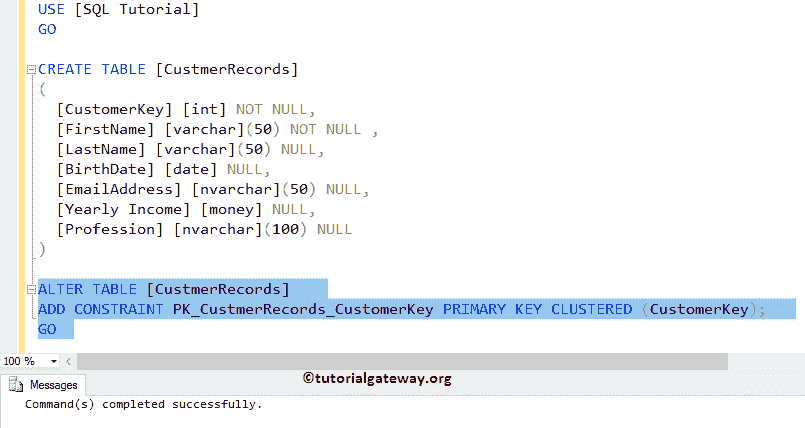 USE [SQL Tutorial]
GO
CREATE TABLE [CustmerRecords]
(
[CustomerKey] [int] NOT NULL,
[FirstName] [varchar](50) NOT NULL ,
[LastName] [varchar](50) NULL,
[BirthDate] [date] NULL,
[EmailAddress] [nvarchar](50) NULL,
[Yearly Income] [money] NULL,
[Profession] [nvarchar](100) NULL
)
ALTER TABLE [CustmerRecords]
ADD CONSTRAINT PK_CustmerRecords_CustomerKey PRIMARY KEY CLUSTERED (CustomerKey);
GO
100 %
©tutorialgateway.org
Messages
Command(s) completed successfully.